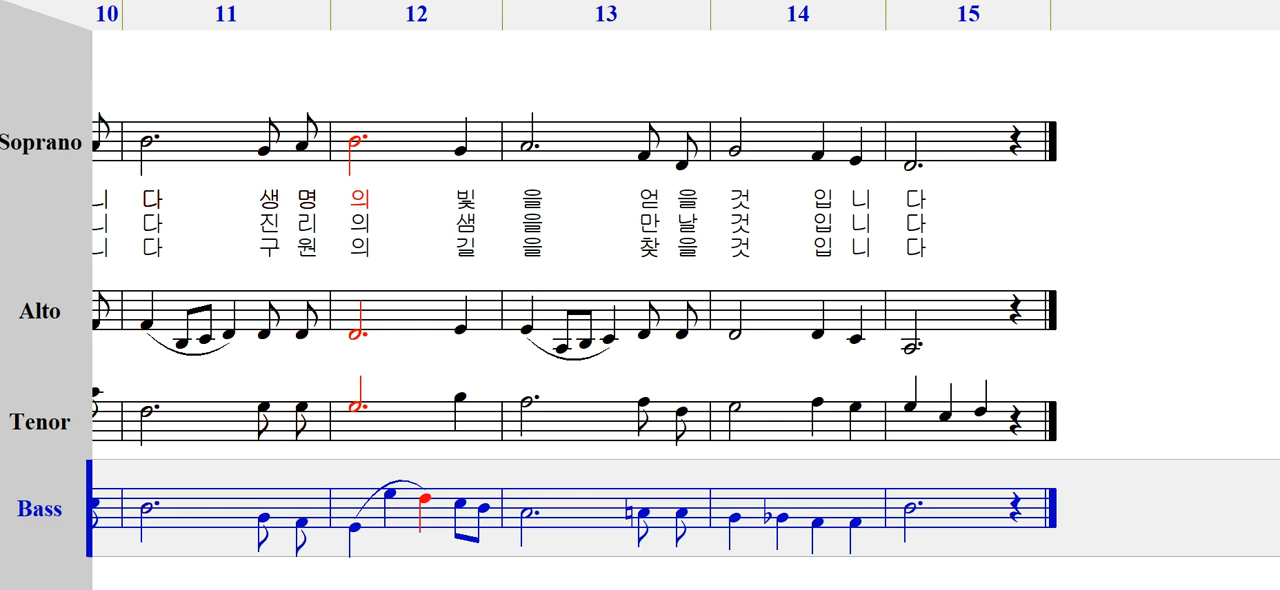 10 11 12 13 14 15
Soprano
니 다 생 명 의 빛 을 얻 을 것 입 니 다
니 다 진 리 의 샘 을 만 날 것 입 니 다
니 다 구 원 의 길 을 찾 을 것 입 니 다
Alto
Tenor
Bass